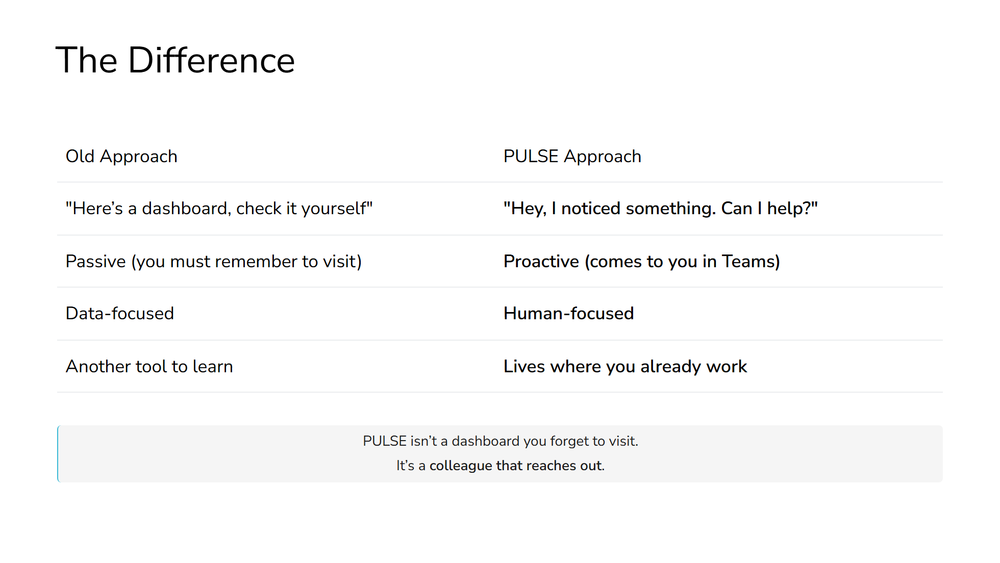 The Difference
Old Approach
PULSE Approach
"Here’s a dashboard, check it yourself"
"Hey, I noticed something. Can I help?"
Passive (you must remember to visit)
Proactive (comes to you in Teams)
Data-focused
Human-focused
Another tool to learn
Lives where you already work
PULSE isn’t a dashboard you forget to visit.
It’s a colleague that reaches out.